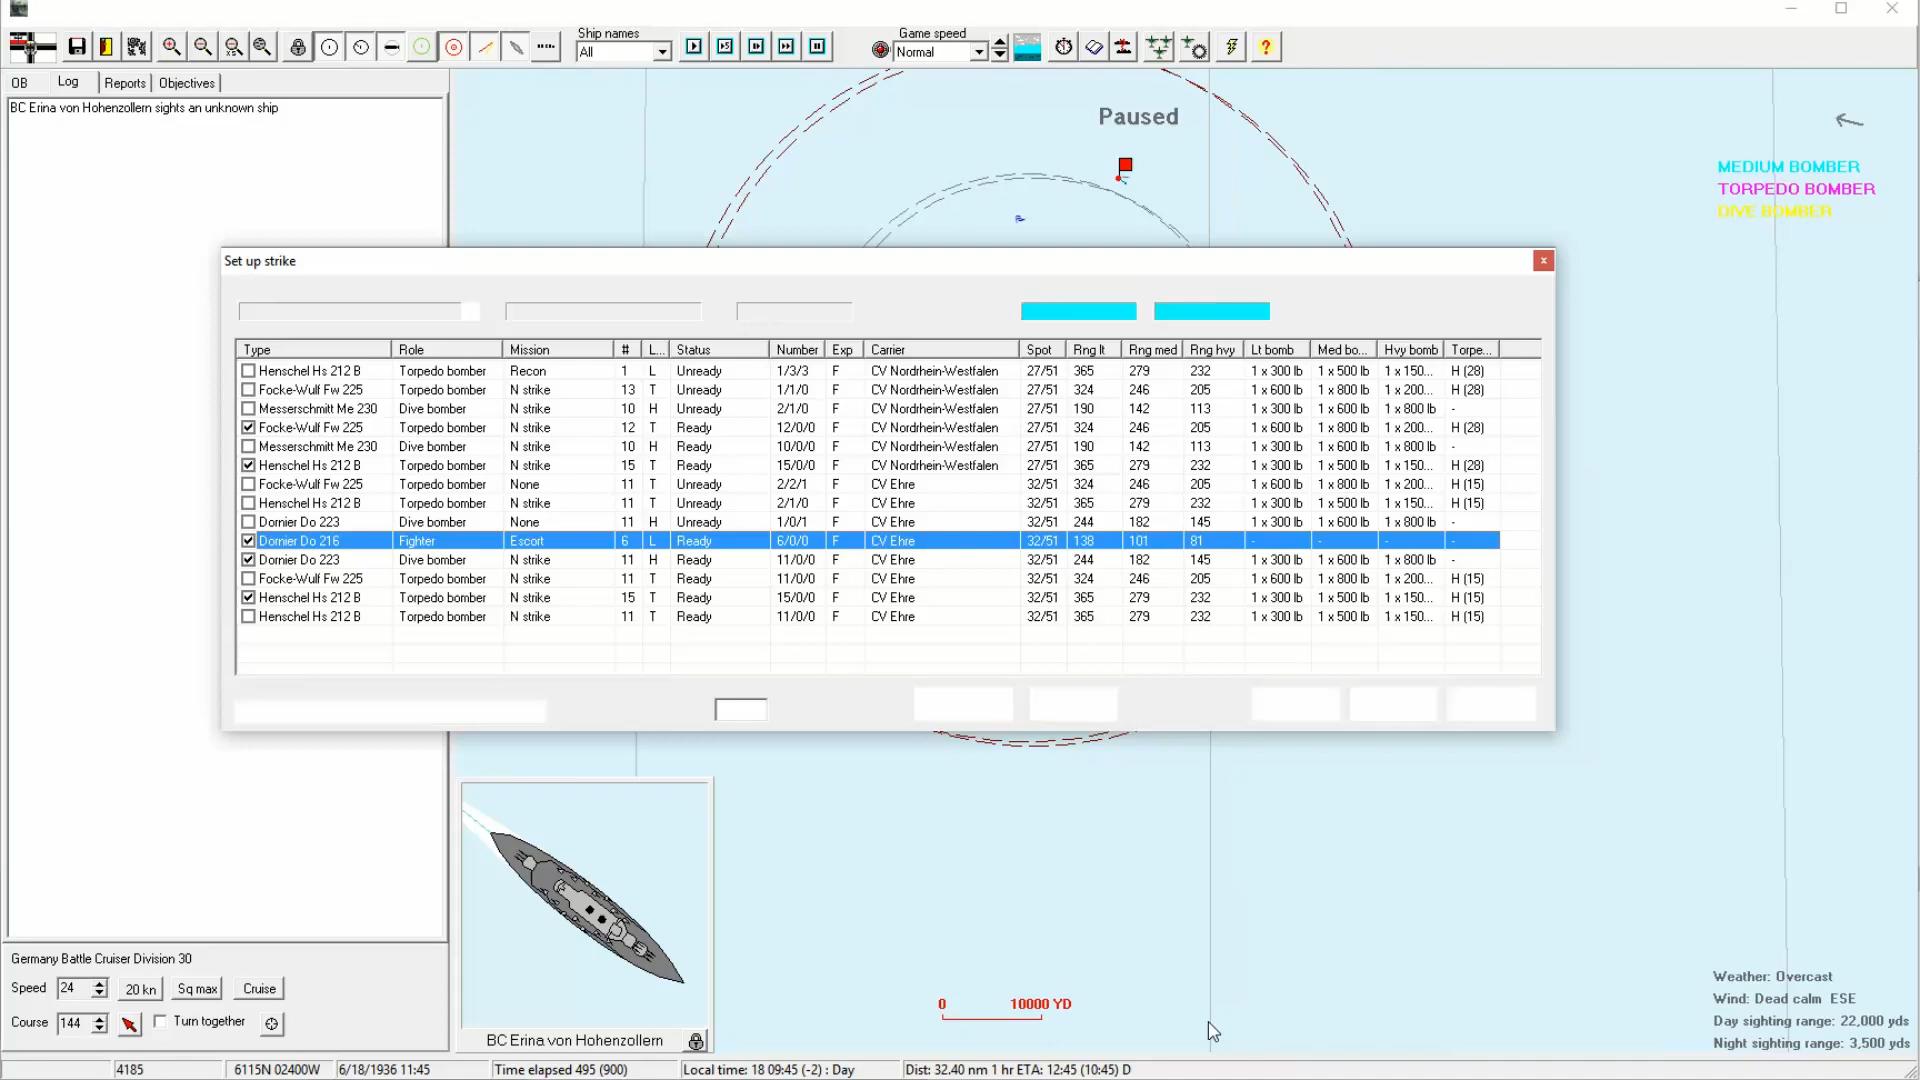 Ship names
All
Game speed
Normal
OB Log Reports Objectives
BC Erina von Hohenzollern sights an unknown ship
Paused
MEDIUM BOMBER
TORPEDO BOMBER
DIVE BOMBER
Set up strike
Type Role Mission # L... Status Number Exp Carrier Spot Rng lt Rng med Rng hvy Lt bomb Med bo... Hvy bomb Torpe...
Henschel Hs 212 B Torpedo bomber Recon 1 L Unready 1/3/3 F CV Nordrhein-Westfalen 27/51 365 279 232 1 x 300 lb 1 x 500 lb 1 x 150... H (28)
Focke-Wulf Fw 225 Torpedo bomber N strike 13 T Unready 1/1/0 F CV Nordrhein-Westfalen 27/51 324 246 205 1 x 600 lb 1 x 800 lb 1 x 200... H (28)
Messerschmitt Me 230 Dive bomber N strike 10 H Unready 2/1/0 F CV Nordrhein-Westfalen 27/51 190 142 113 1 x 300 lb 1 x 600 lb 1 x 800 lb -
Focke-Wulf Fw 225 Torpedo bomber N strike 12 T Ready 12/0/0 F CV Nordrhein-Westfalen 27/51 324 246 205 1 x 600 lb 1 x 800 lb 1 x 200... H (28)
Messerschmitt Me 230 Dive bomber N strike 10 H Ready 10/0/0 F CV Nordrhein-Westfalen 27/51 190 142 113 1 x 300 lb 1 x 600 lb 1 x 800 lb -
Henschel Hs 212 B Torpedo bomber N strike 15 T Ready 15/0/0 F CV Nordrhein-Westfalen 27/51 365 279 232 1 x 300 lb 1 x 500 lb 1 x 150... H (28)
Focke-Wulf Fw 225 Torpedo bomber None 11 T Unready 2/2/1 F CV Ehre 32/51 324 246 205 1 x 600 lb 1 x 800 lb 1 x 200... H (15)
Henschel Hs 212 B Torpedo bomber N strike 11 T Unready 2/1/0 F CV Ehre 32/51 365 279 232 1 x 300 lb 1 x 500 lb 1 x 150... H (15)
Dornier Do 223 Dive bomber None 11 H Unready 1/0/1 F CV Ehre 32/51 244 182 145 1 x 300 lb 1 x 600 lb 1 x 800 lb -
Dornier Do 216 Fighter Escort 6 L Ready 6/0/0 F CV Ehre 32/51 138 101 81 - - - -
Dornier Do 223 Dive bomber N strike 11 H Ready 11/0/0 F CV Ehre 32/51 244 182 145 1 x 300 lb 1 x 600 lb 1 x 800 lb -
Focke-Wulf Fw 225 Torpedo bomber N strike 11 T Ready 11/0/0 F CV Ehre 32/51 324 246 205 1 x 600 lb 1 x 800 lb 1 x 200... H (15)
Henschel Hs 212 B Torpedo bomber N strike 15 T Ready 15/0/0 F CV Ehre 32/51 365 279 232 1 x 300 lb 1 x 500 lb 1 x 150... H (15)
Henschel Hs 212 B Torpedo bomber N strike 11 T Ready 11/0/0 F CV Ehre 32/51 365 279 232 1 x 300 lb 1 x 500 lb 1 x 150... H (15)
Germany Battle Cruiser Division 30
Speed 24 20 kn Sq max Cruise
Course 144 Turn together
BC Erina von Hohenzollern
0 10000 YD
Weather: Overcast
Wind: Dead calm ESE
Day sighting range: 22,000 yds
Night sighting range: 3,500 yds
4185 6115N 02400W 6/18/1936 11:45 Time elapsed 495 (900) Local time: 18 09:45 (-2) : Day Dist: 32.40 nm 1 hr ETA: 12:45 (10:45) D